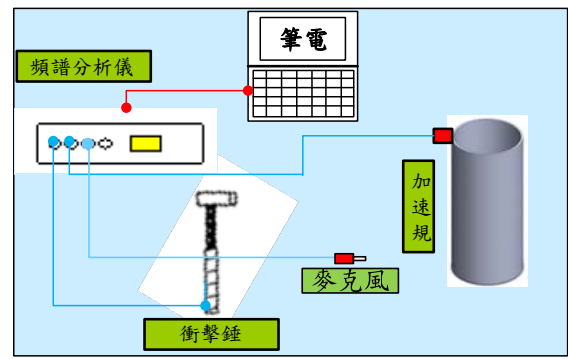 筆電
頻譜分析儀
加速規
麥克風
衝擊錘